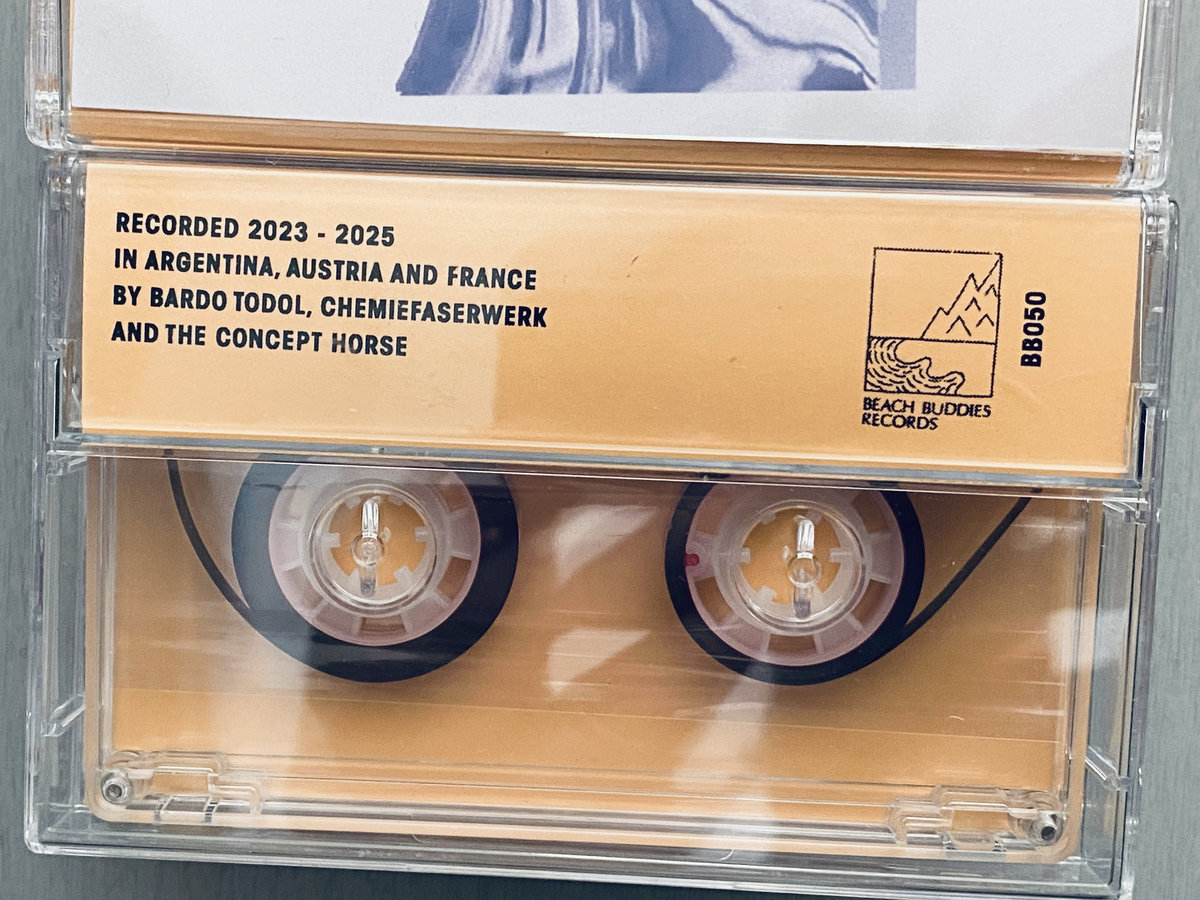 RECORDED 2023 - 2025
IN ARGENTINA, AUSTRIA AND FRANCE
BY BARDO TODOL, CHEMIEFASERWERK
AND THE CONCEPT HORSE
BEACH BUDDIES
RECORDS
BB050